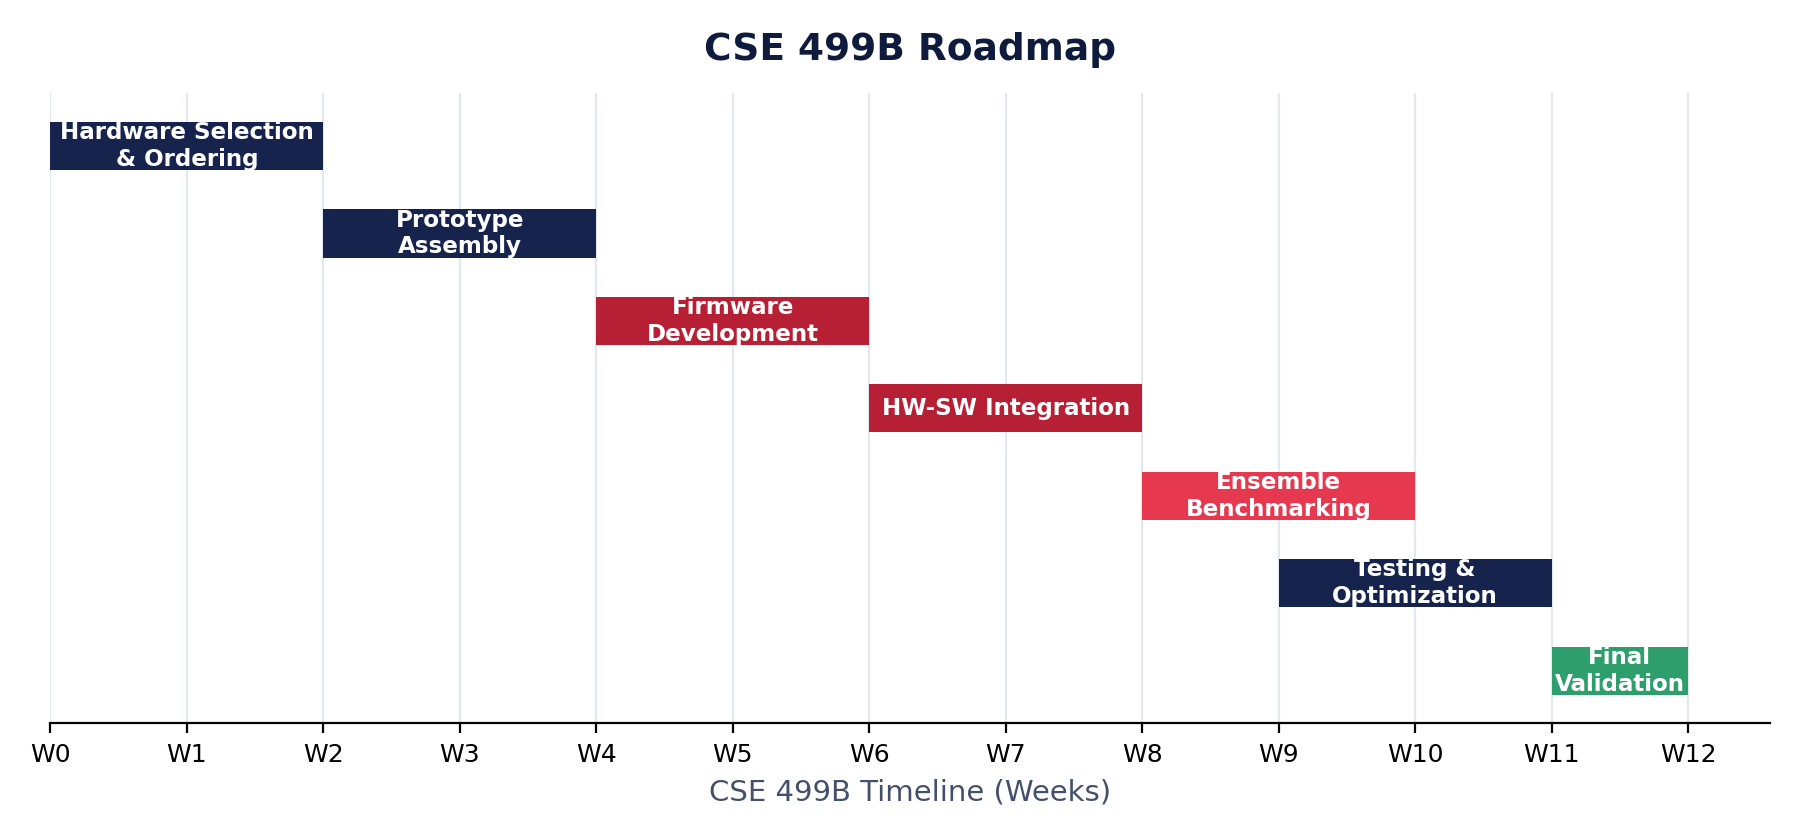 CSE 499B Roadmap
Hardware Selection
& Ordering
Prototype
Assembly
Firmware
Development
HW-SW Integration
Ensemble
Benchmarking
Testing &
Optimization
Final
Validation
W0 W1 W2 W3 W4 W5 W6 W7 W8 W9 W10 W11 W12
CSE 499B Timeline (Weeks)